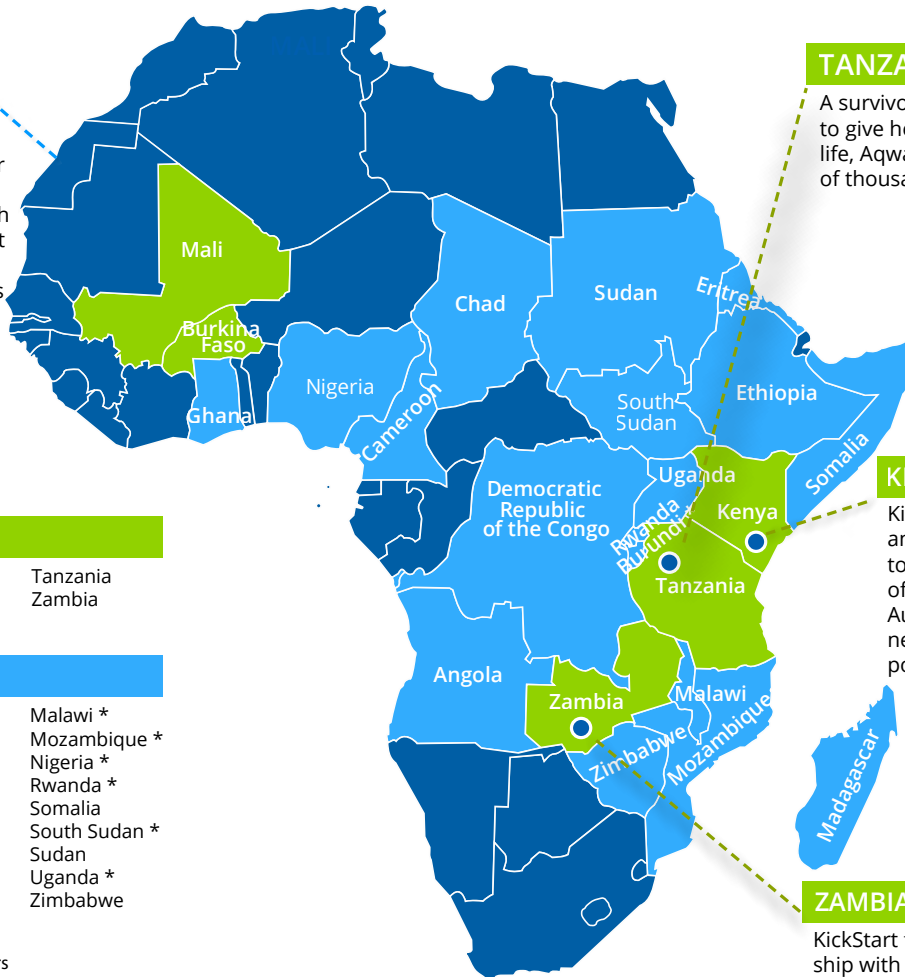 TANZA
A survivo
to give h
life, Aqwa
of thousa
r
h
t
s
Mali
Burkina
Faso
Ghana
Nigeria
Cameroon
Chad
Sudan
Eritrea
South
Sudan
Ethiopia
Somalia
Uganda
Kenya
Rwanda
Burundi
Democratic
Republic
of the Congo
Tanzania
Angola
Zambia
Malawi
Mozambique
Zimbabwe
Madagascar
Tanzania
Zambia
Malawi *
Mozambique *
Nigeria *
Rwanda *
Somalia
South Sudan *
Sudan
Uganda *
Zimbabwe
rs
Ki
an
to
of
Au
ne
po
ZAMBIA
KickStart
ship with